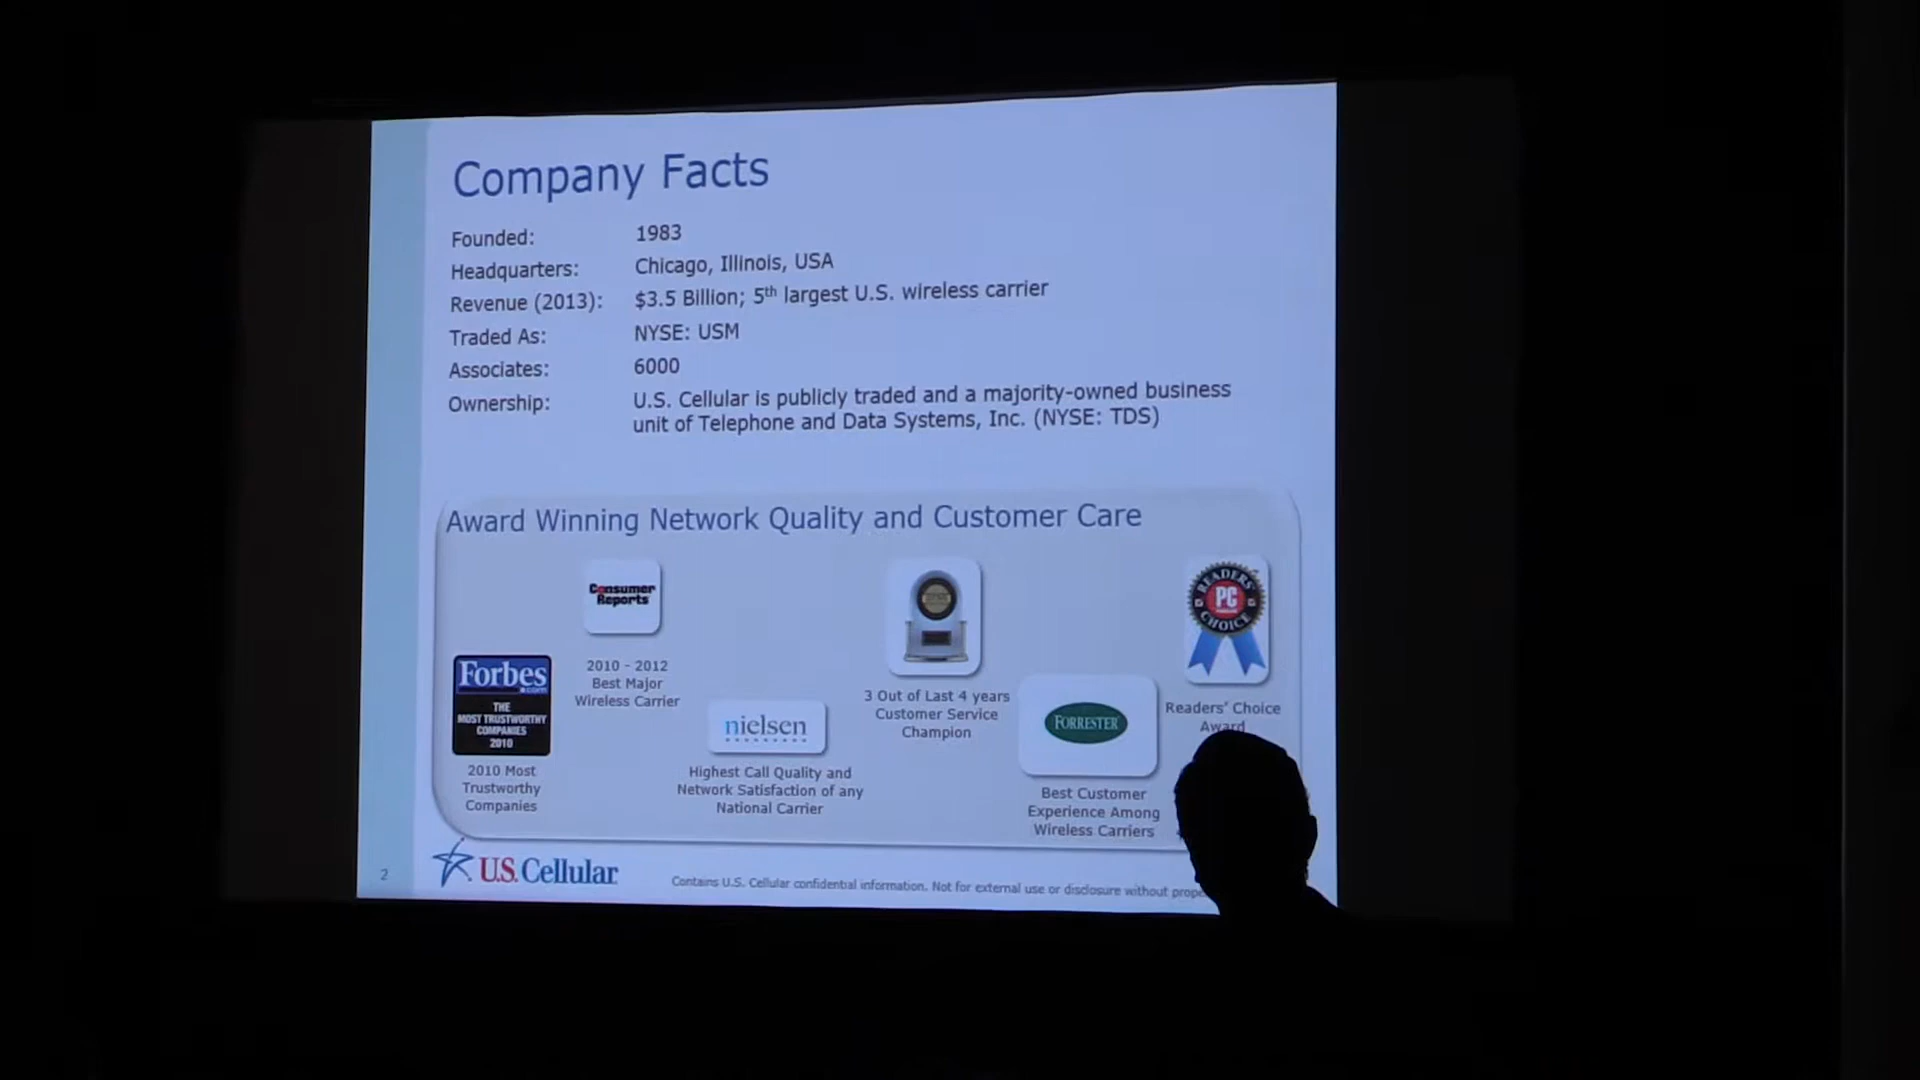 Company Facts
Founded: 1983
Headquarters: Chicago, Illinois, USA
Revenue (2013): $3.5 Billion; 5th largest U.S. wireless carrier
Traded As: NYSE: USM
Associates: 6000
Ownership: U.S. Cellular is publicly traded and a majority-owned business
unit of Telephone and Data Systems, Inc. (NYSE: TDS)
Award Winning Network Quality and Customer Care
Forbes
.com
THE
MOST TRUSTWORTHY
COMPANIES
2010
2010 Most
Trustworthy
Companies
Consumer
Reports
2010 - 2012
Best Major
Wireless Carrier
nielsen
Highest Call Quality and
Network Satisfaction of any
National Carrier
3 Out of Last 4 years
Customer Service
Champion
FORRESTER
Best Customer
Experience Among
Wireless Carriers
READERS'
PC
CHOICE
Readers' Choice
Award
2
U.S. Cellular
Contains U.S. Cellular confidential information. Not for external use or disclosure without